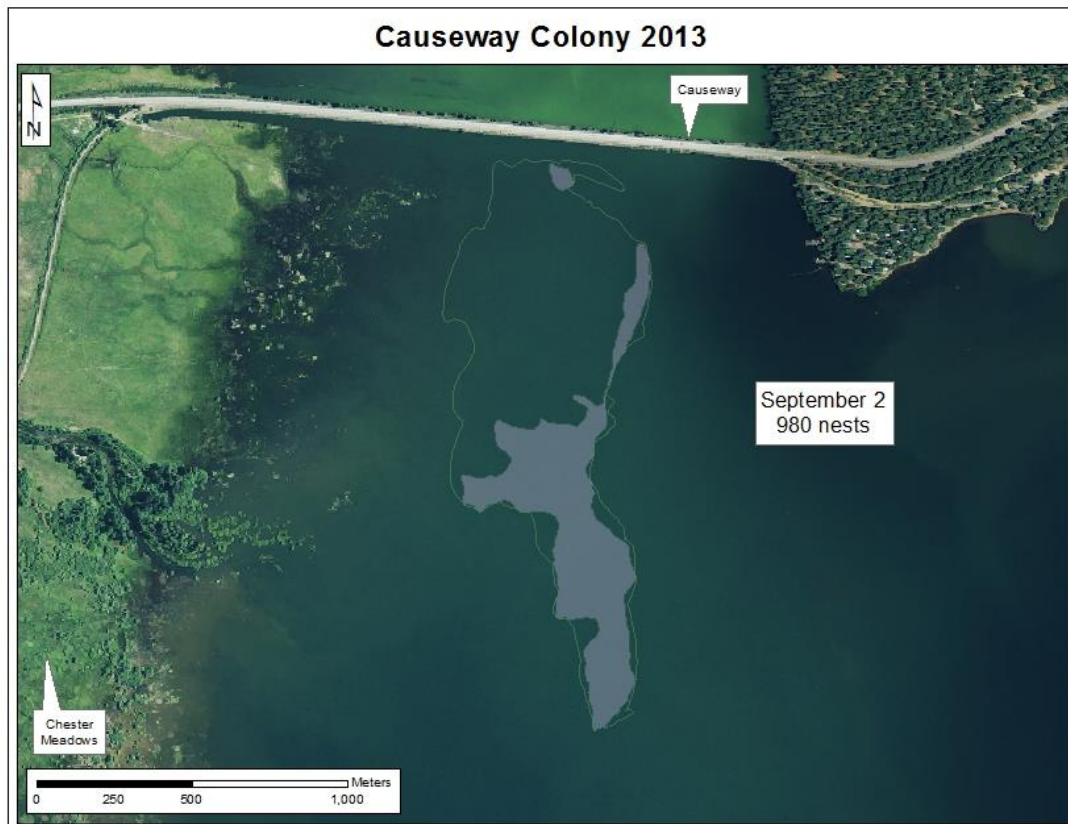 Causeway Colony 2013
N
Causeway
September 2
980 nests
Chester
Meadows
Meters
0 250 500 1,000